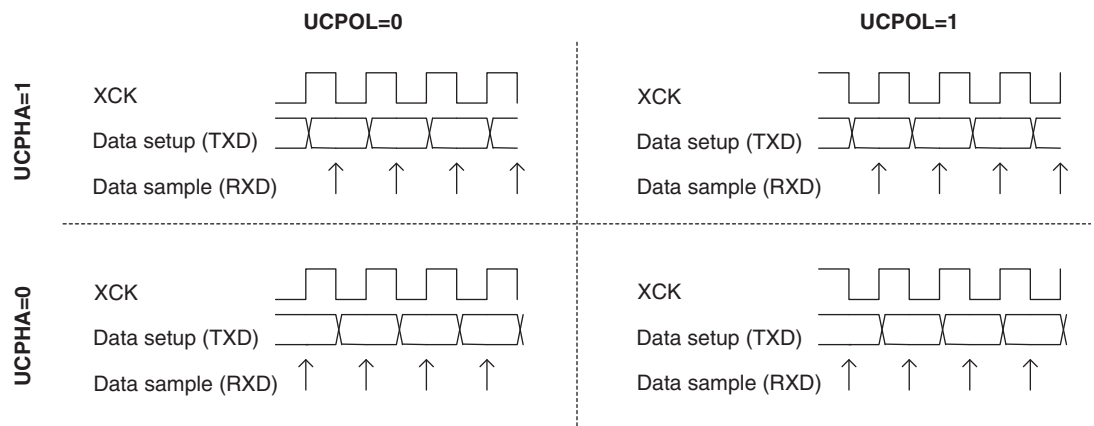 UCPOL=0
UCPOL=1
UCPHA=1
XCK
Data setup (TXD)
Data sample (RXD)
XCK
Data setup (TXD)
Data sample (RXD)
UCPHA=0
XCK
Data setup (TXD)
Data sample (RXD)
XCK
Data setup (TXD)
Data sample (RXD)